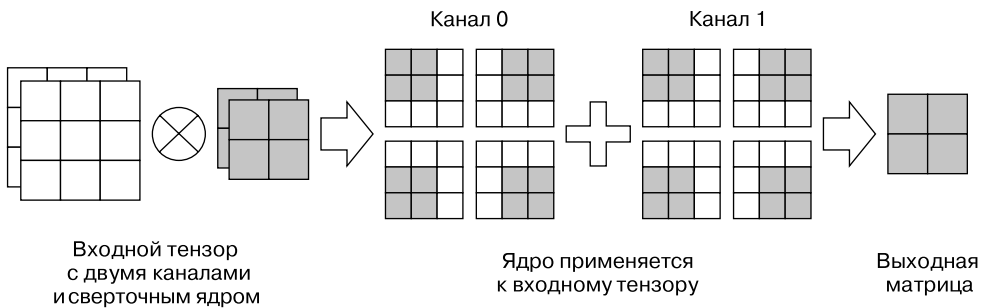 Канал 0
Канал 1
Входной тензор
с двумя каналами
и сверточным ядром
Ядро применяется
к входному тензору
Выходная
матрица